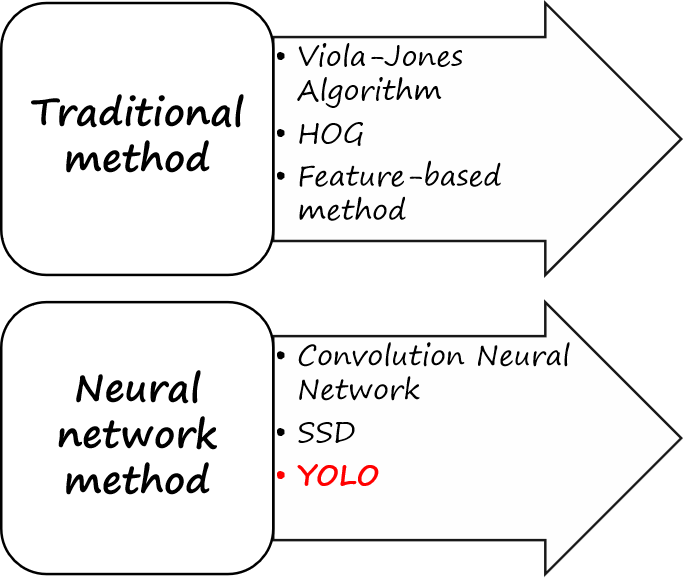 Traditional
method
• Viola-Jones
Algorithm
• HOG
• Feature-based
method
Neural
network
method
• Convolution Neural
Network
• SSD
• YOLO